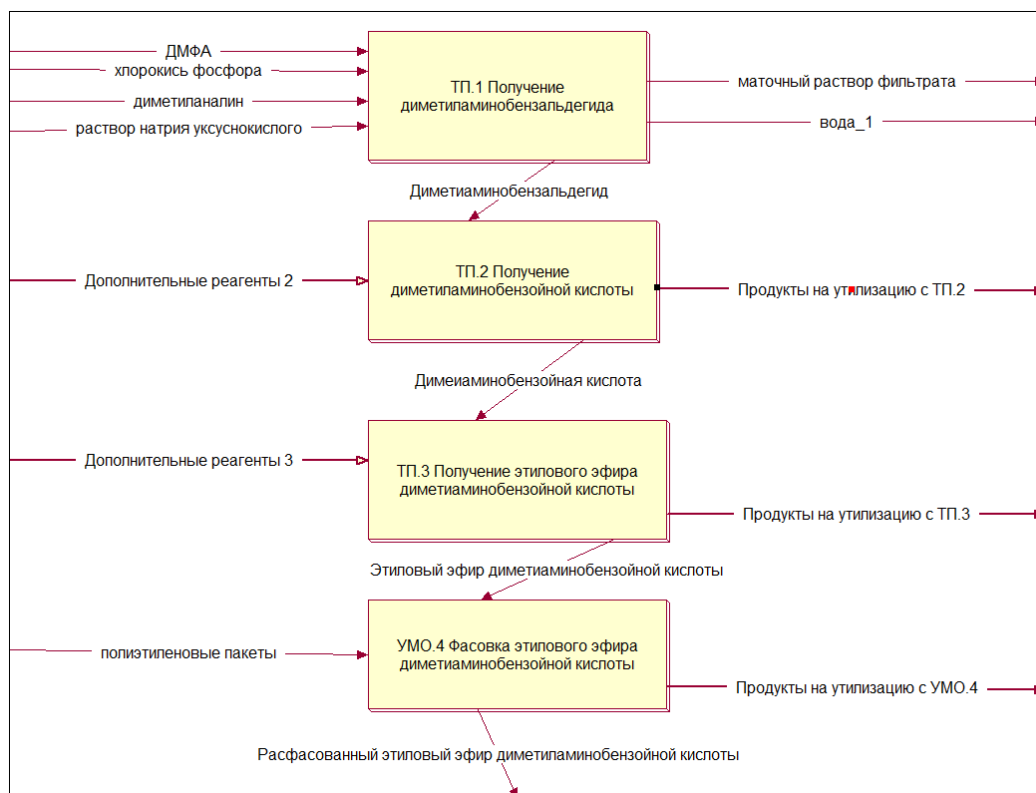 ДМФА
хлорокись фосфора
диметиланалин
раствор натрия уксуснокислого
ТП.1 Получение
диметиламинобензальдегида
маточный раствор фильтрата
вода_1
Диметиаминобензальдегид
Дополнительные реагенты 2
ТП.2 Получение
диметиламинобензойной кислоты
Продукты на утилизацию с ТП.2
Димеиаминобензойная кислота
Дополнительные реагенты 3
ТП.3 Получение этилового эфира
диметиаминобензойной кислоты
Продукты на утилизацию с ТП.3
Этиловый эфир диметиаминобензойной кислоты
полиэтиленовые пакеты
УМО.4 Фасовка этилового эфира
диметиаминобензойной кислоты
Продукты на утилизацию с УМО.4
Расфасованный этиловый эфир диметиламинобензойной кислоты